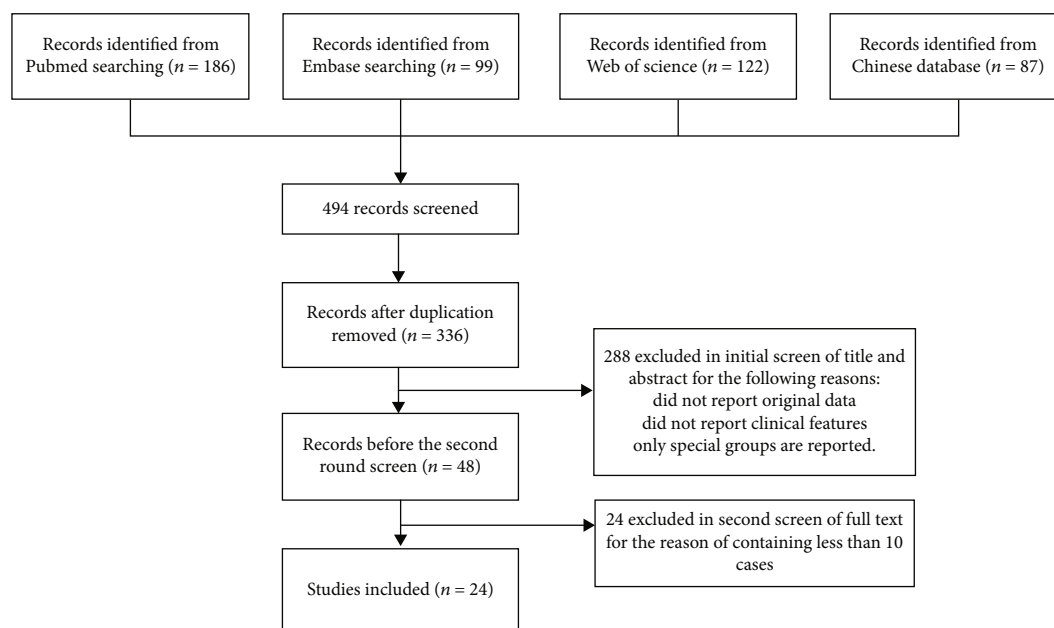 Records identified from
Pubmed searching (n = 186)
Records identified from
Embase searching (n = 99)
Records identified from
Web of science (n = 122)
Records identified from
Chinese database (n = 87)
494 records screened
Records after duplication
removed (n = 336)
288 excluded in initial screen of title and
abstract for the following reasons:
did not report original data
did not report clinical features
only special groups are reported.
Records before the second
round screen (n = 48)
24 excluded in second screen of full text
for the reason of containing less than 10
cases
Studies included (n = 24)